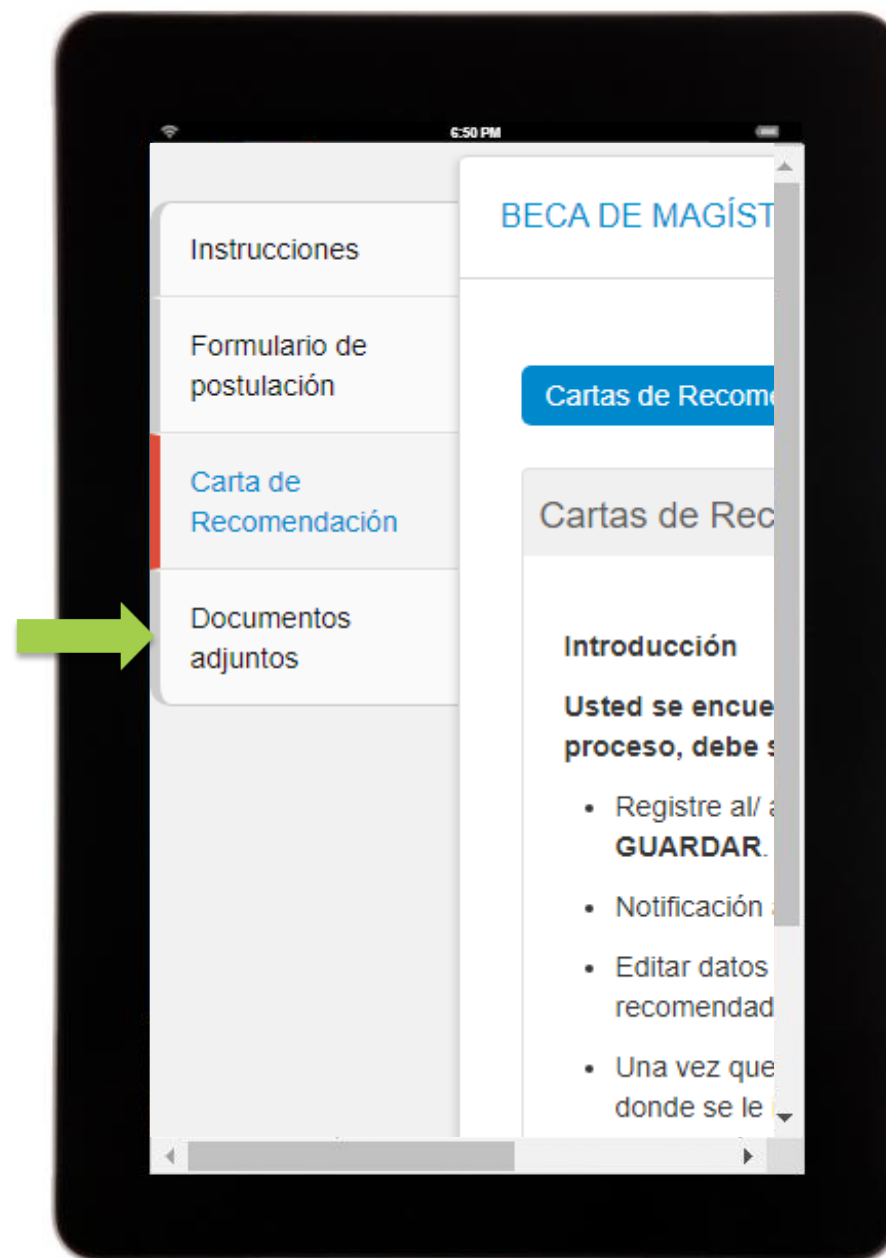 6:50 PM
Instrucciones
Formulario de
postulación
Carta de
Recomendación
Documentos
adjuntos
BECA DE MAGÍST
Cartas de Recome
Cartas de Rec
Introducción
Usted se encue
proceso, debe s
• Registre al/ a
GUARDAR.
• Notificación
• Editar datos
recomendad
• Una vez que
donde se le